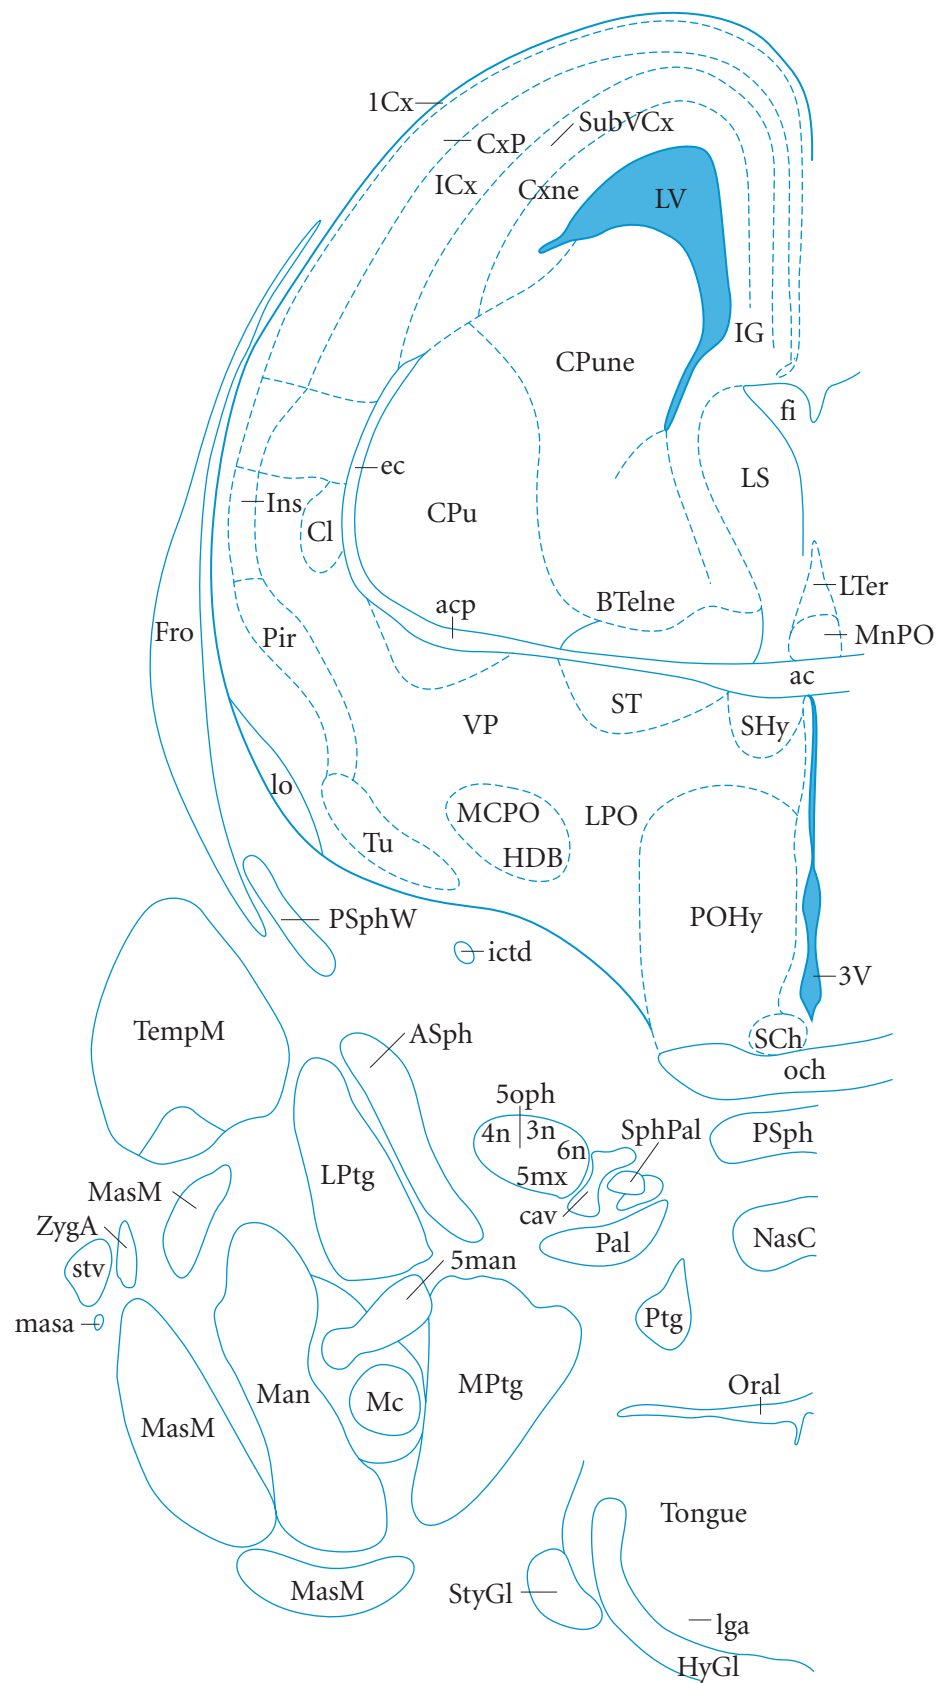 1Cx
SubVCx
CxP
ICx
Cxne
LV
IG
CPune
fi
ec
LS
Ins
CPu
Cl
LTer
BTelne
acp
Fro
Pir
MnPO
ac
ST
VP
SHy
lo
MCPO
LPO
Tu
HDB
PSphW
POHy
ictd
3V
TempM
ASph
SCh
och
5oph
4n
3n
SphPal
PSph
6n
LPtg
5mx
MasM
cav
ZygA
Pal
NasC
stv
5man
masa
Ptg
MPtg
Oral
Man
Mc
MasM
Tongue
MasM
StyGl
lga
HyGl